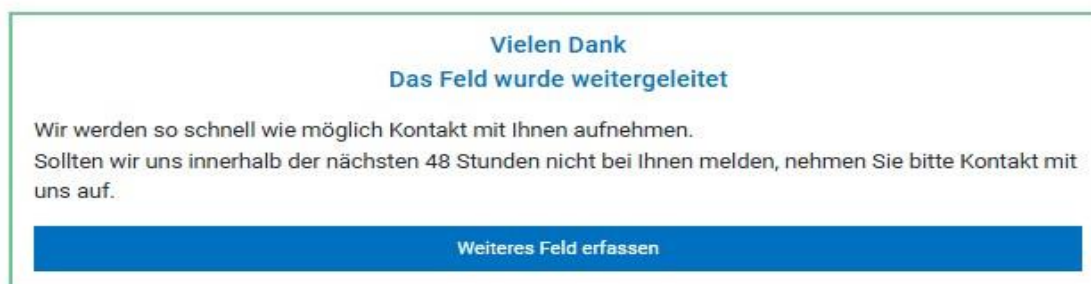 Vielen Dank
Das Feld wurde weitergeleitet
Wir werden so schnell wie möglich Kontakt mit Ihnen aufnehmen.
Sollten wir uns innerhalb der nächsten 48 Stunden nicht bei Ihnen melden, nehmen Sie bitte Kontakt mit
uns auf.
Weiteres Feld erfassen